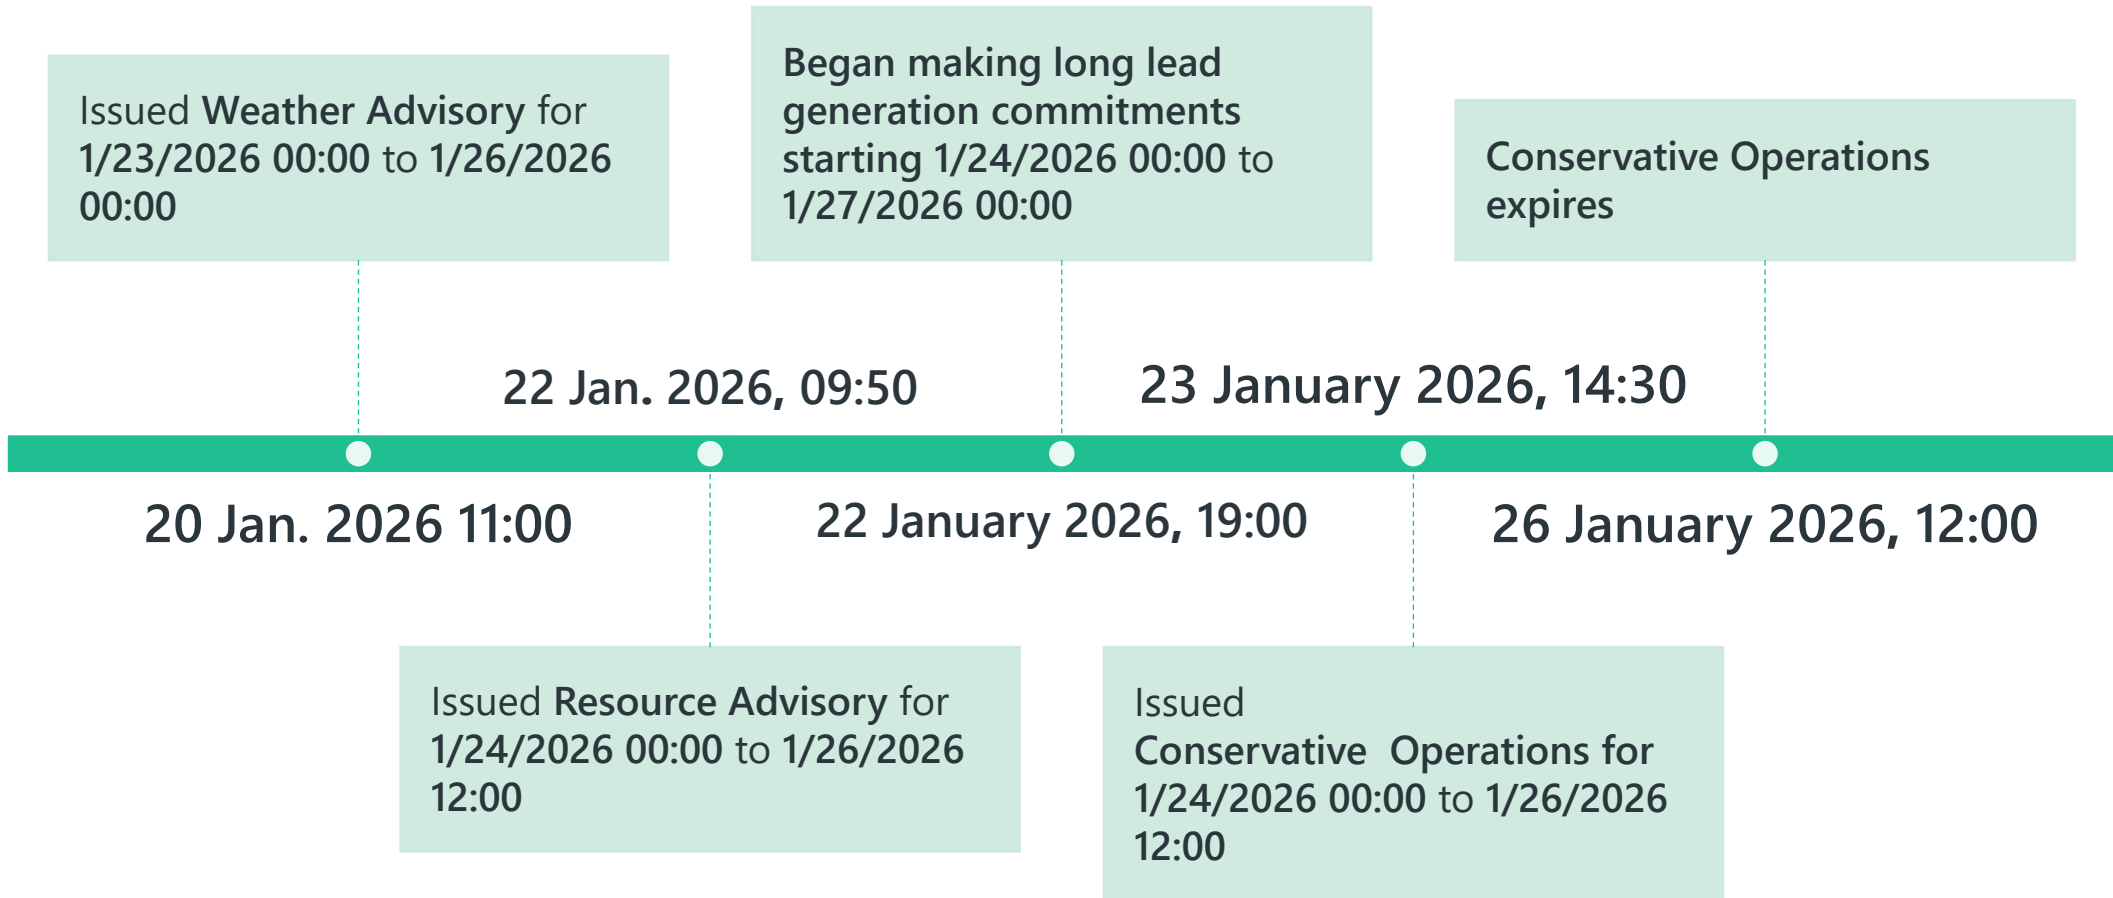 Issued Weather Advisory for
1/23/2026 00:00 to 1/26/2026
00:00
Began making long lead
generation commitments
starting 1/24/2026 00:00 to
1/27/2026 00:00
Conservative Operations
expires
22 Jan. 2026, 09:50
23 January 2026, 14:30
20 Jan. 2026 11:00
22 January 2026, 19:00
26 January 2026, 12:00
Issued Resource Advisory for
1/24/2026 00:00 to 1/26/2026
12:00
Issued
Conservative  Operations for
1/24/2026 00:00 to 1/26/2026
12:00